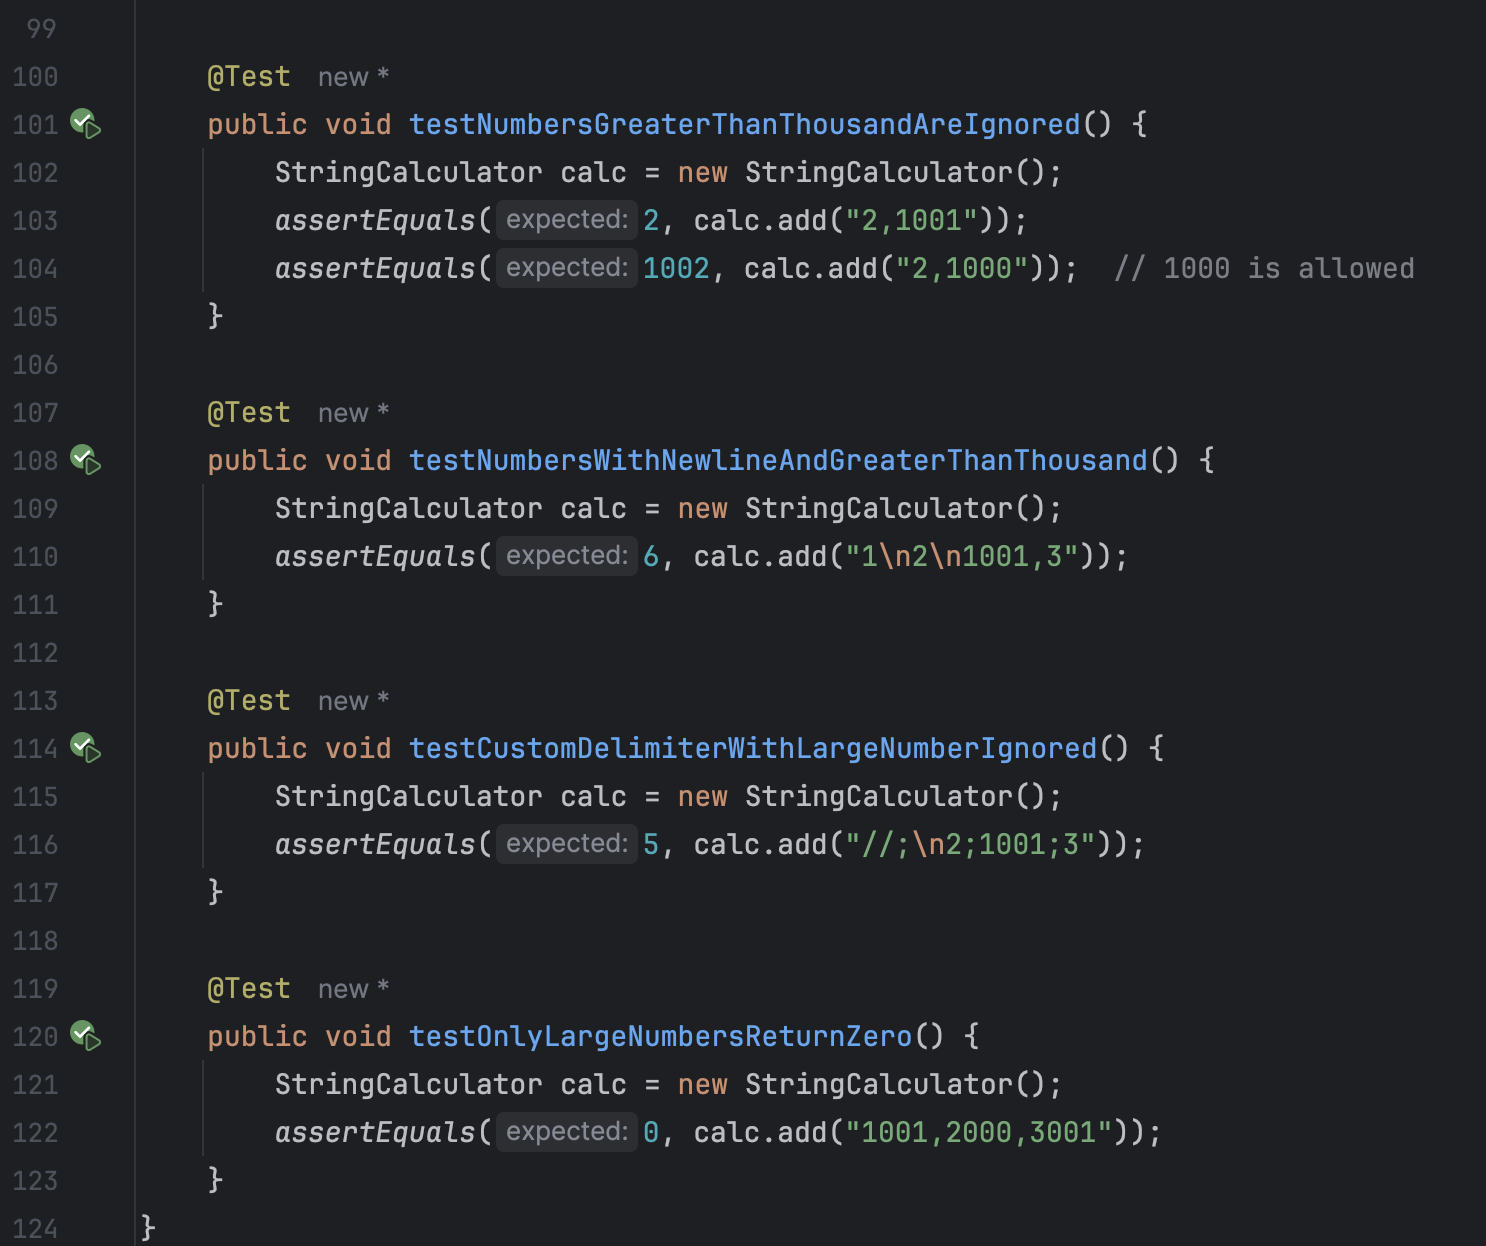 99
100 @Test new *
101 public void testNumbersGreaterThanThousandAreIgnored() {
102 StringCalculator calc = new StringCalculator();
103 assertEquals( expected: 2, calc.add("2,1001"));
104 assertEquals( expected: 1002, calc.add("2,1000")); // 1000 is allowed
105 }
106
107 @Test new *
108 public void testNumbersWithNewlineAndGreaterThanThousand() {
109 StringCalculator calc = new StringCalculator();
110 assertEquals( expected: 6, calc.add("1\n2\n1001,3"));
111 }
112
113 @Test new *
114 public void testCustomDelimiterWithLargeNumberIgnored() {
115 StringCalculator calc = new StringCalculator();
116 assertEquals( expected: 5, calc.add("//;\n2;1001;3"));
117 }
118
119 @Test new *
120 public void testOnlyLargeNumbersReturnZero() {
121 StringCalculator calc = new StringCalculator();
122 assertEquals( expected: 0, calc.add("1001,2000,3001"));
123 }
124 }